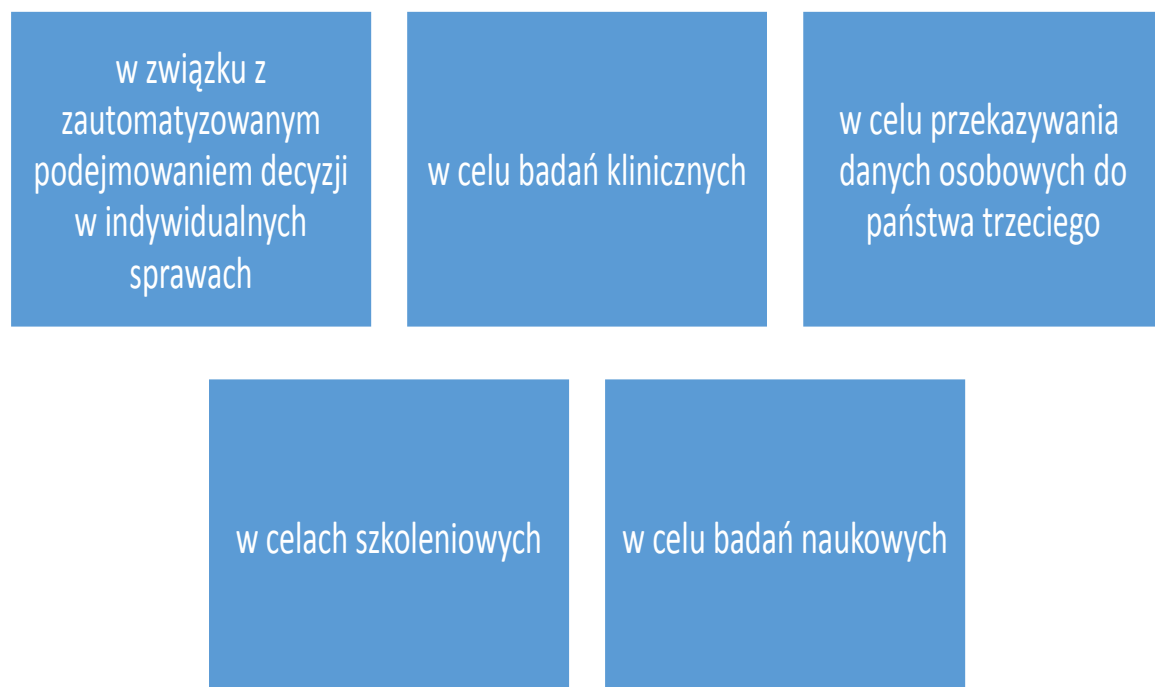 w związku z
zautomatyzowanym
podejmowaniem decyzji
w indywidualnych
sprawach
w celu badań klinicznych
w celu przekazywania
danych osobowych do
państwa trzeciego
w celach szkoleniowych
w celu badań naukowych